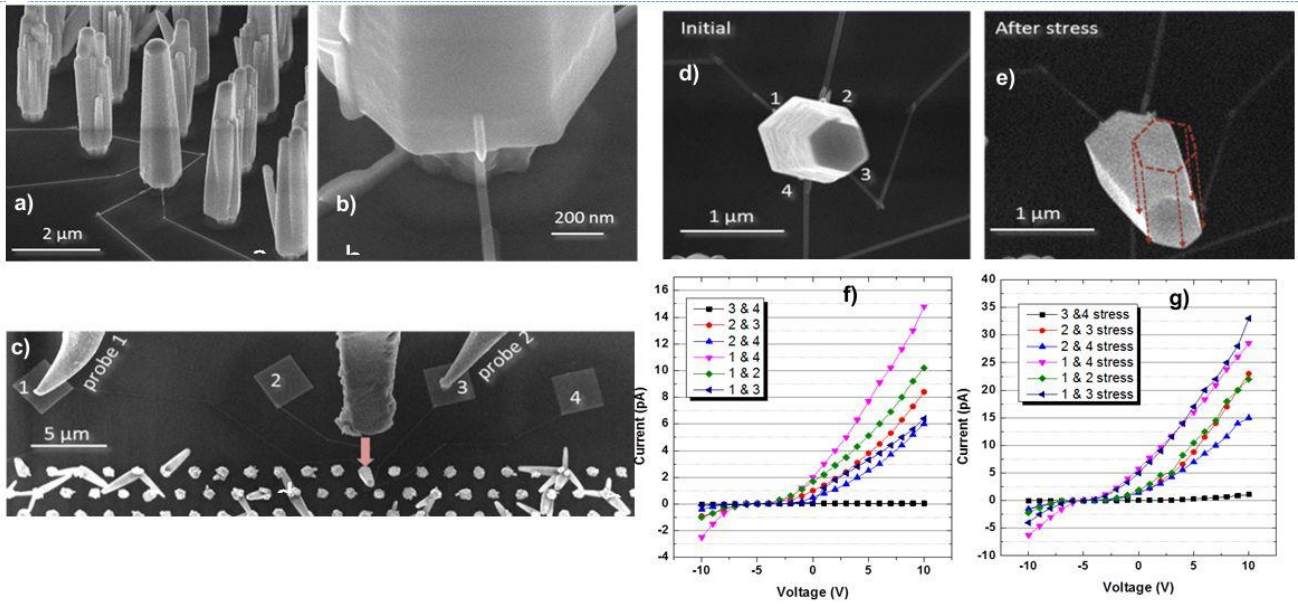 a)
2 µm
b)
200 nm
Initial
d)
1
2
3
4
1 µm
After stress
e)
1 µm
c)
1
probe 1
2
probe 2
3
4
5 µm
f)
3 & 4
2 & 3
2 & 4
1 & 4
1 & 2
1 & 3
Current (pA)
16
14
12
10
8
6
4
2
0
-2
-4
-10
-5
0
5
10
Voltage (V)
g)
3 &4 stress
2 & 3 stress
2 & 4 stress
1 & 4 stress
1 & 2 stress
1 & 3 stress
Current (pA)
40
35
30
25
20
15
10
5
0
-5
-10
-10
-5
0
5
10
Voltage (V)